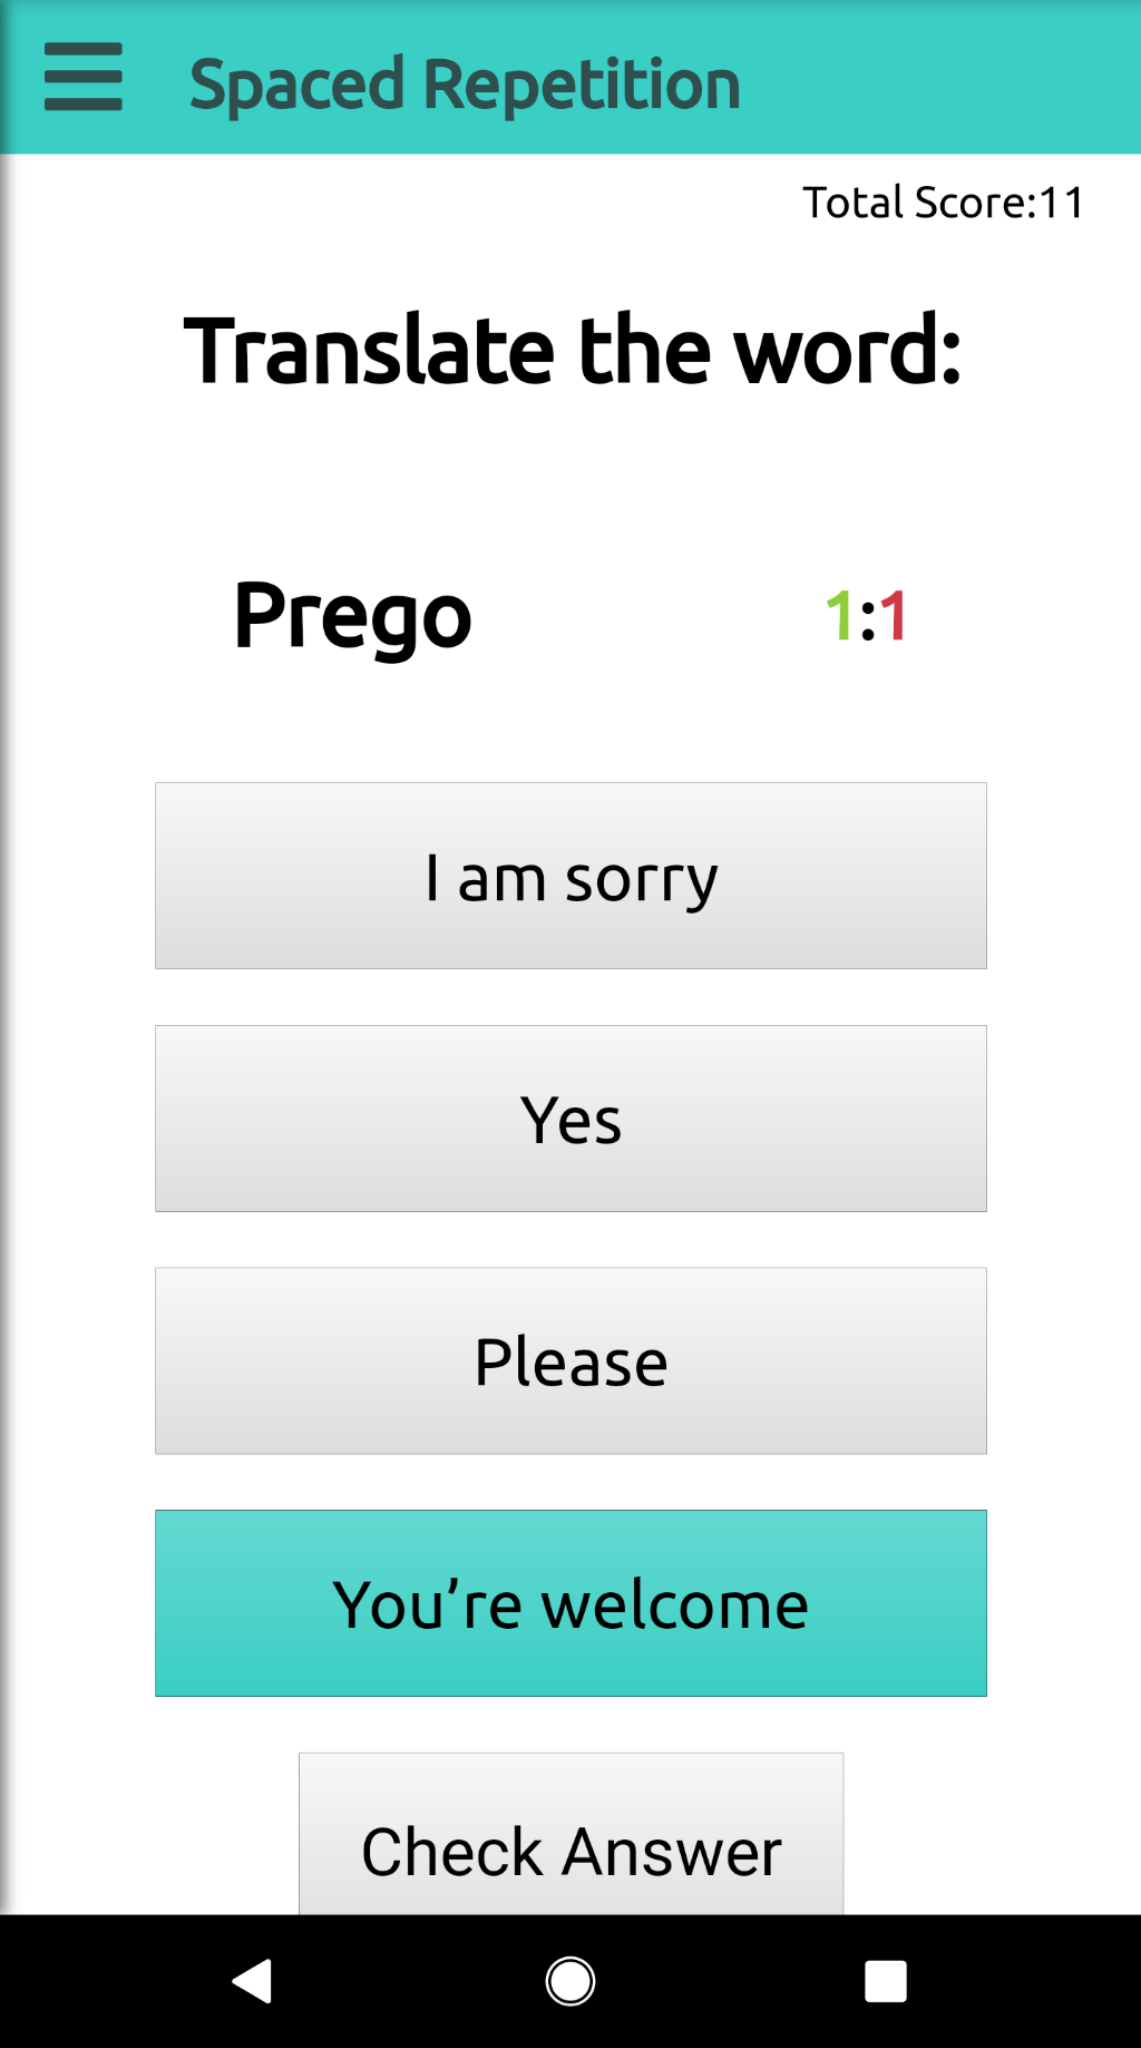 Spaced Repetition
Total Score:11
Translate the word:
Prego 1:1
I am sorry
Yes
Please
You’re welcome
Check Answer